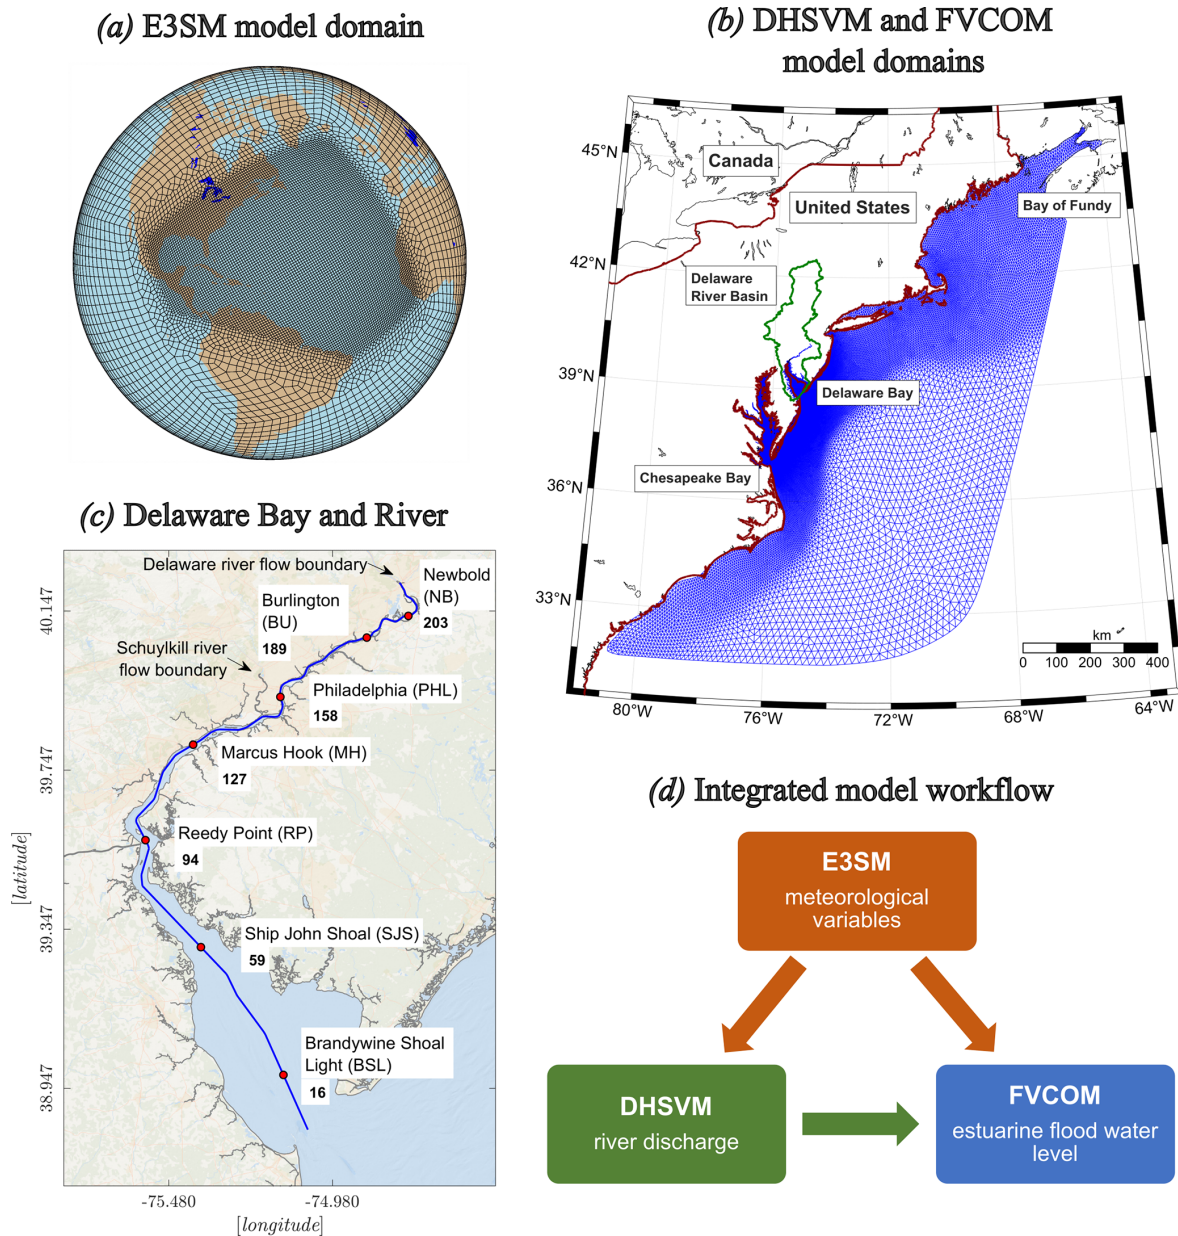 (a) E3SM model domain
(b) DHSVM and FVCOM
model domains
45°N
42°N
39°N
36°N
33°N
80°W
76°W
72°W
68°W
64°W
Canada
United States
Bay of Fundy
Delaware
River Basin
Delaware Bay
Chesapeake Bay
km
0 100 200 300 400
(c) Delaware Bay and River
Delaware river flow boundary
Newbold
(NB)
203
Burlington
(BU)
189
Schuylkill river
flow boundary
Philadelphia (PHL)
158
Marcus Hook (MH)
127
Reedy Point (RP)
94
Ship John Shoal (SJS)
59
Brandywine Shoal
Light (BSL)
16
40.147
39.747
39.347
38.947
[latitude]
-75.480
-74.980
[longitude]
(d) Integrated model workflow
E3SM
meteorological
variables
DHSVM
river discharge
FVCOM
estuarine flood water
level